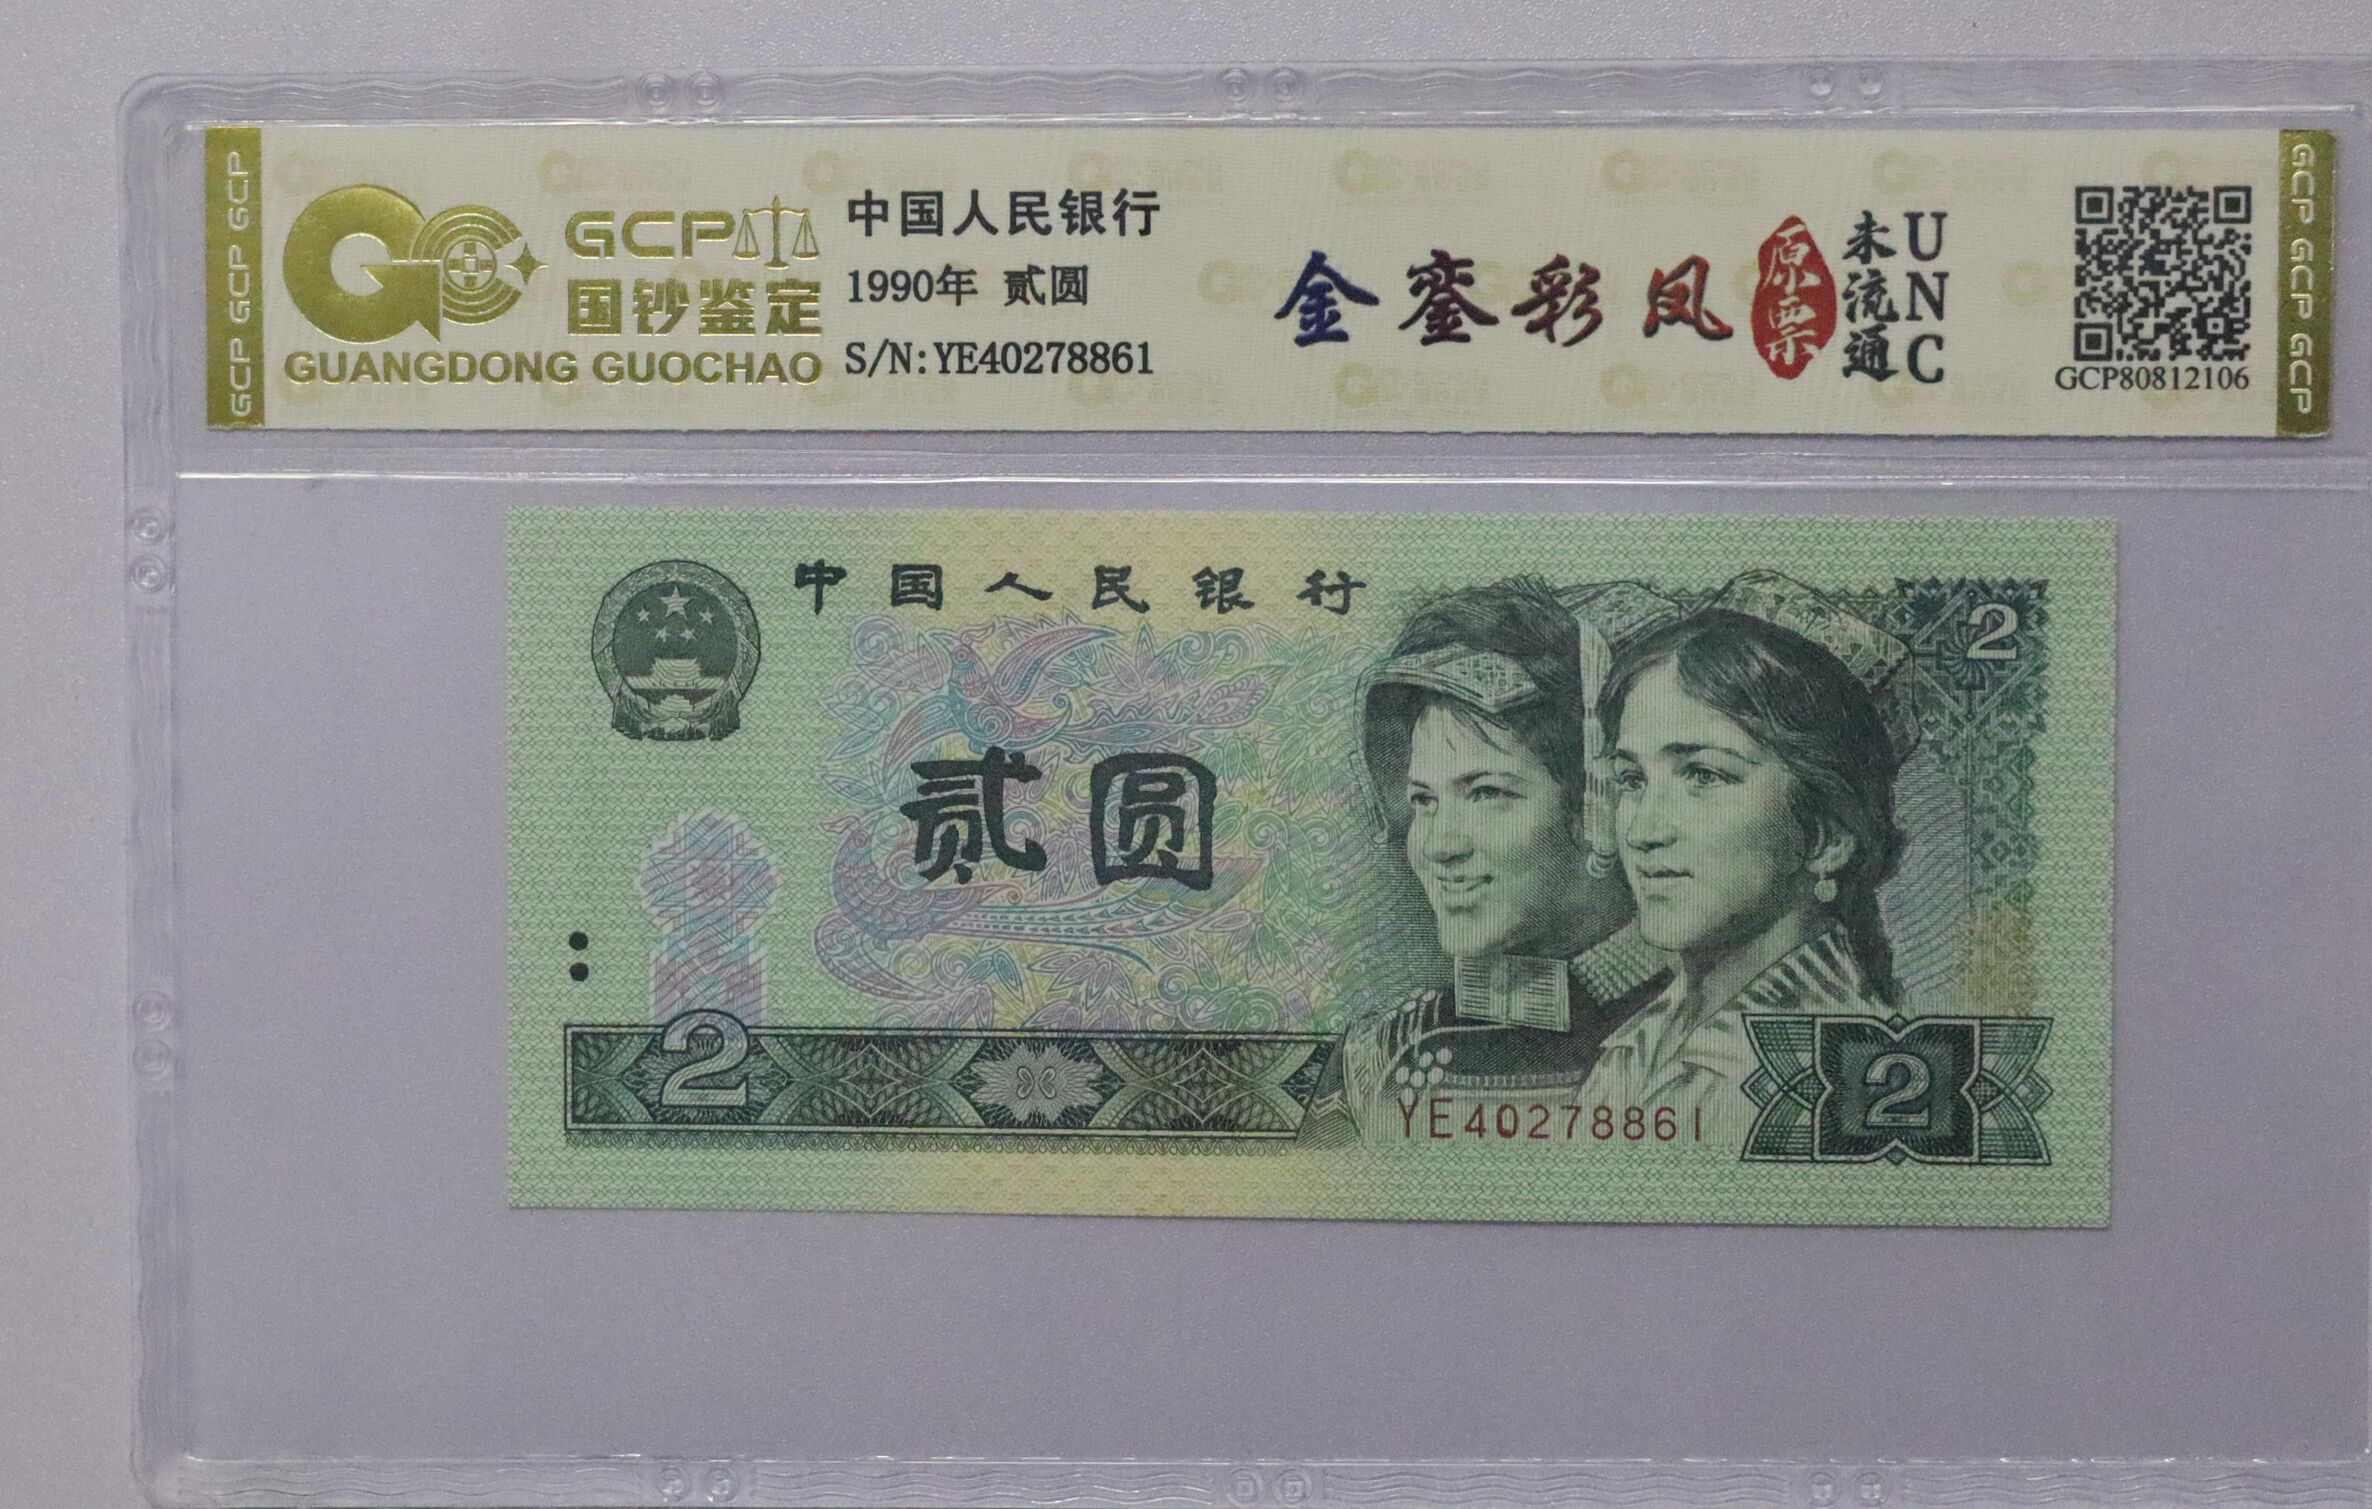 GCP GCP GCP
GCP
国钞鉴定
GUANGDONG GUOCHAO
中国人民银行
1990年 贰圆
S/N:YE40278861
金銮彩凤
原票
未流通
UNC
GCP80812106
GCP GCP GCP
中国人民银行
2
贰圆
2
YE40278861
2